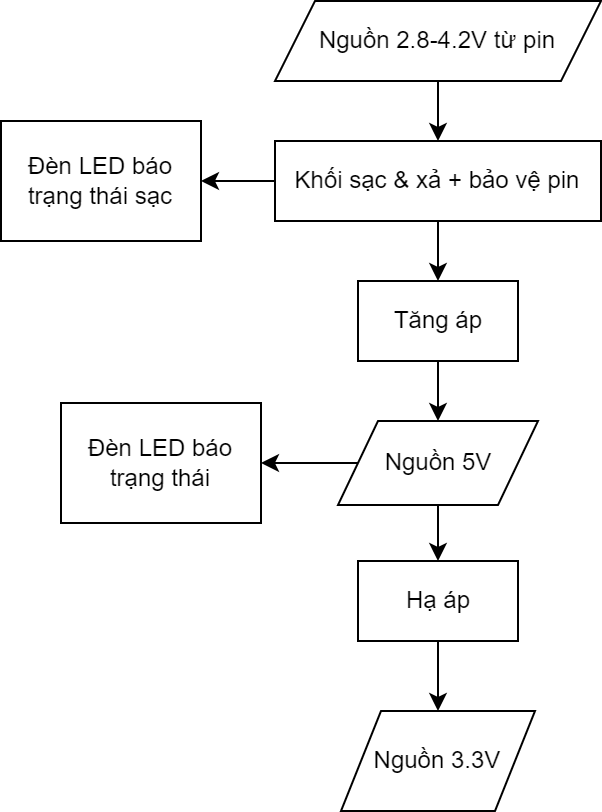 Nguồn 2.8-4.2V từ pin
Đèn LED báo
trạng thái sạc
Khối sạc & xả + bảo vệ pin
Tăng áp
Đèn LED báo
trạng thái
Nguồn 5V
Hạ áp
Nguồn 3.3V